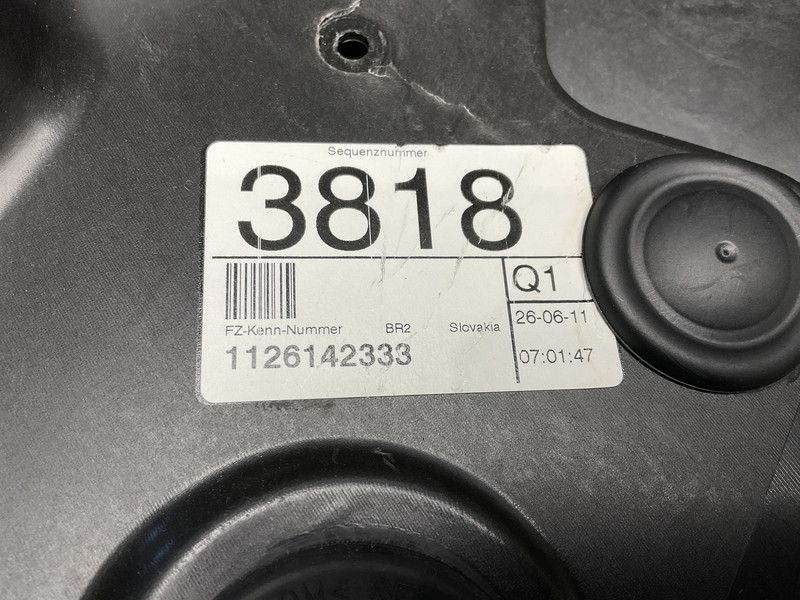 Sequenznummer
3818
Q1
FZ-Kenn-Nummer BR2 Slovakia
1126142333
26-06-11
07:01:47